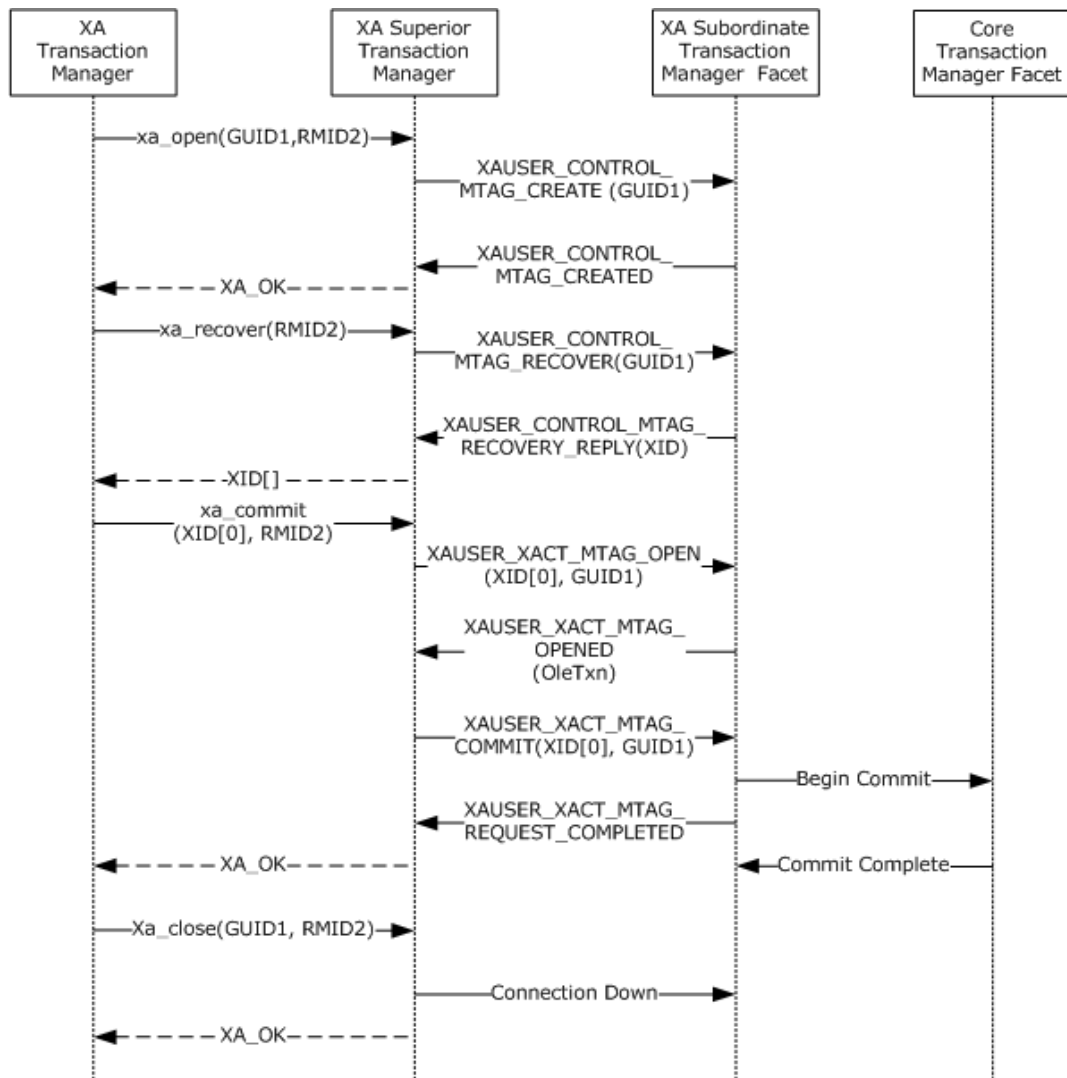 XA
Transaction
Manager
XA Superior
Transaction
Manager
XA Subordinate
Transaction
Manager Facet
Core
Transaction
Manager Facet
xa_open(GUID1,RMID2)
XAUSER_CONTROL_
MTAG_CREATE (GUID1)
XAUSER_CONTROL_
MTAG_CREATED
XA_OK
xa_recover(RMID2)
XAUSER_CONTROL_
MTAG_RECOVER(GUID1)
XAUSER_CONTROL_MTAG_
RECOVERY_REPLY(XID)
XID[]
xa_commit
(XID[0], RMID2)
XAUSER_XACT_MTAG_OPEN
(XID[0], GUID1)
XAUSER_XACT_MTAG_
OPENED
(OleTxn)
XAUSER_XACT_MTAG_
COMMIT(XID[0], GUID1)
Begin Commit
XAUSER_XACT_MTAG_
REQUEST_COMPLETED
XA_OK
Commit Complete
Xa_close(GUID1, RMID2)
Connection Down
XA_OK